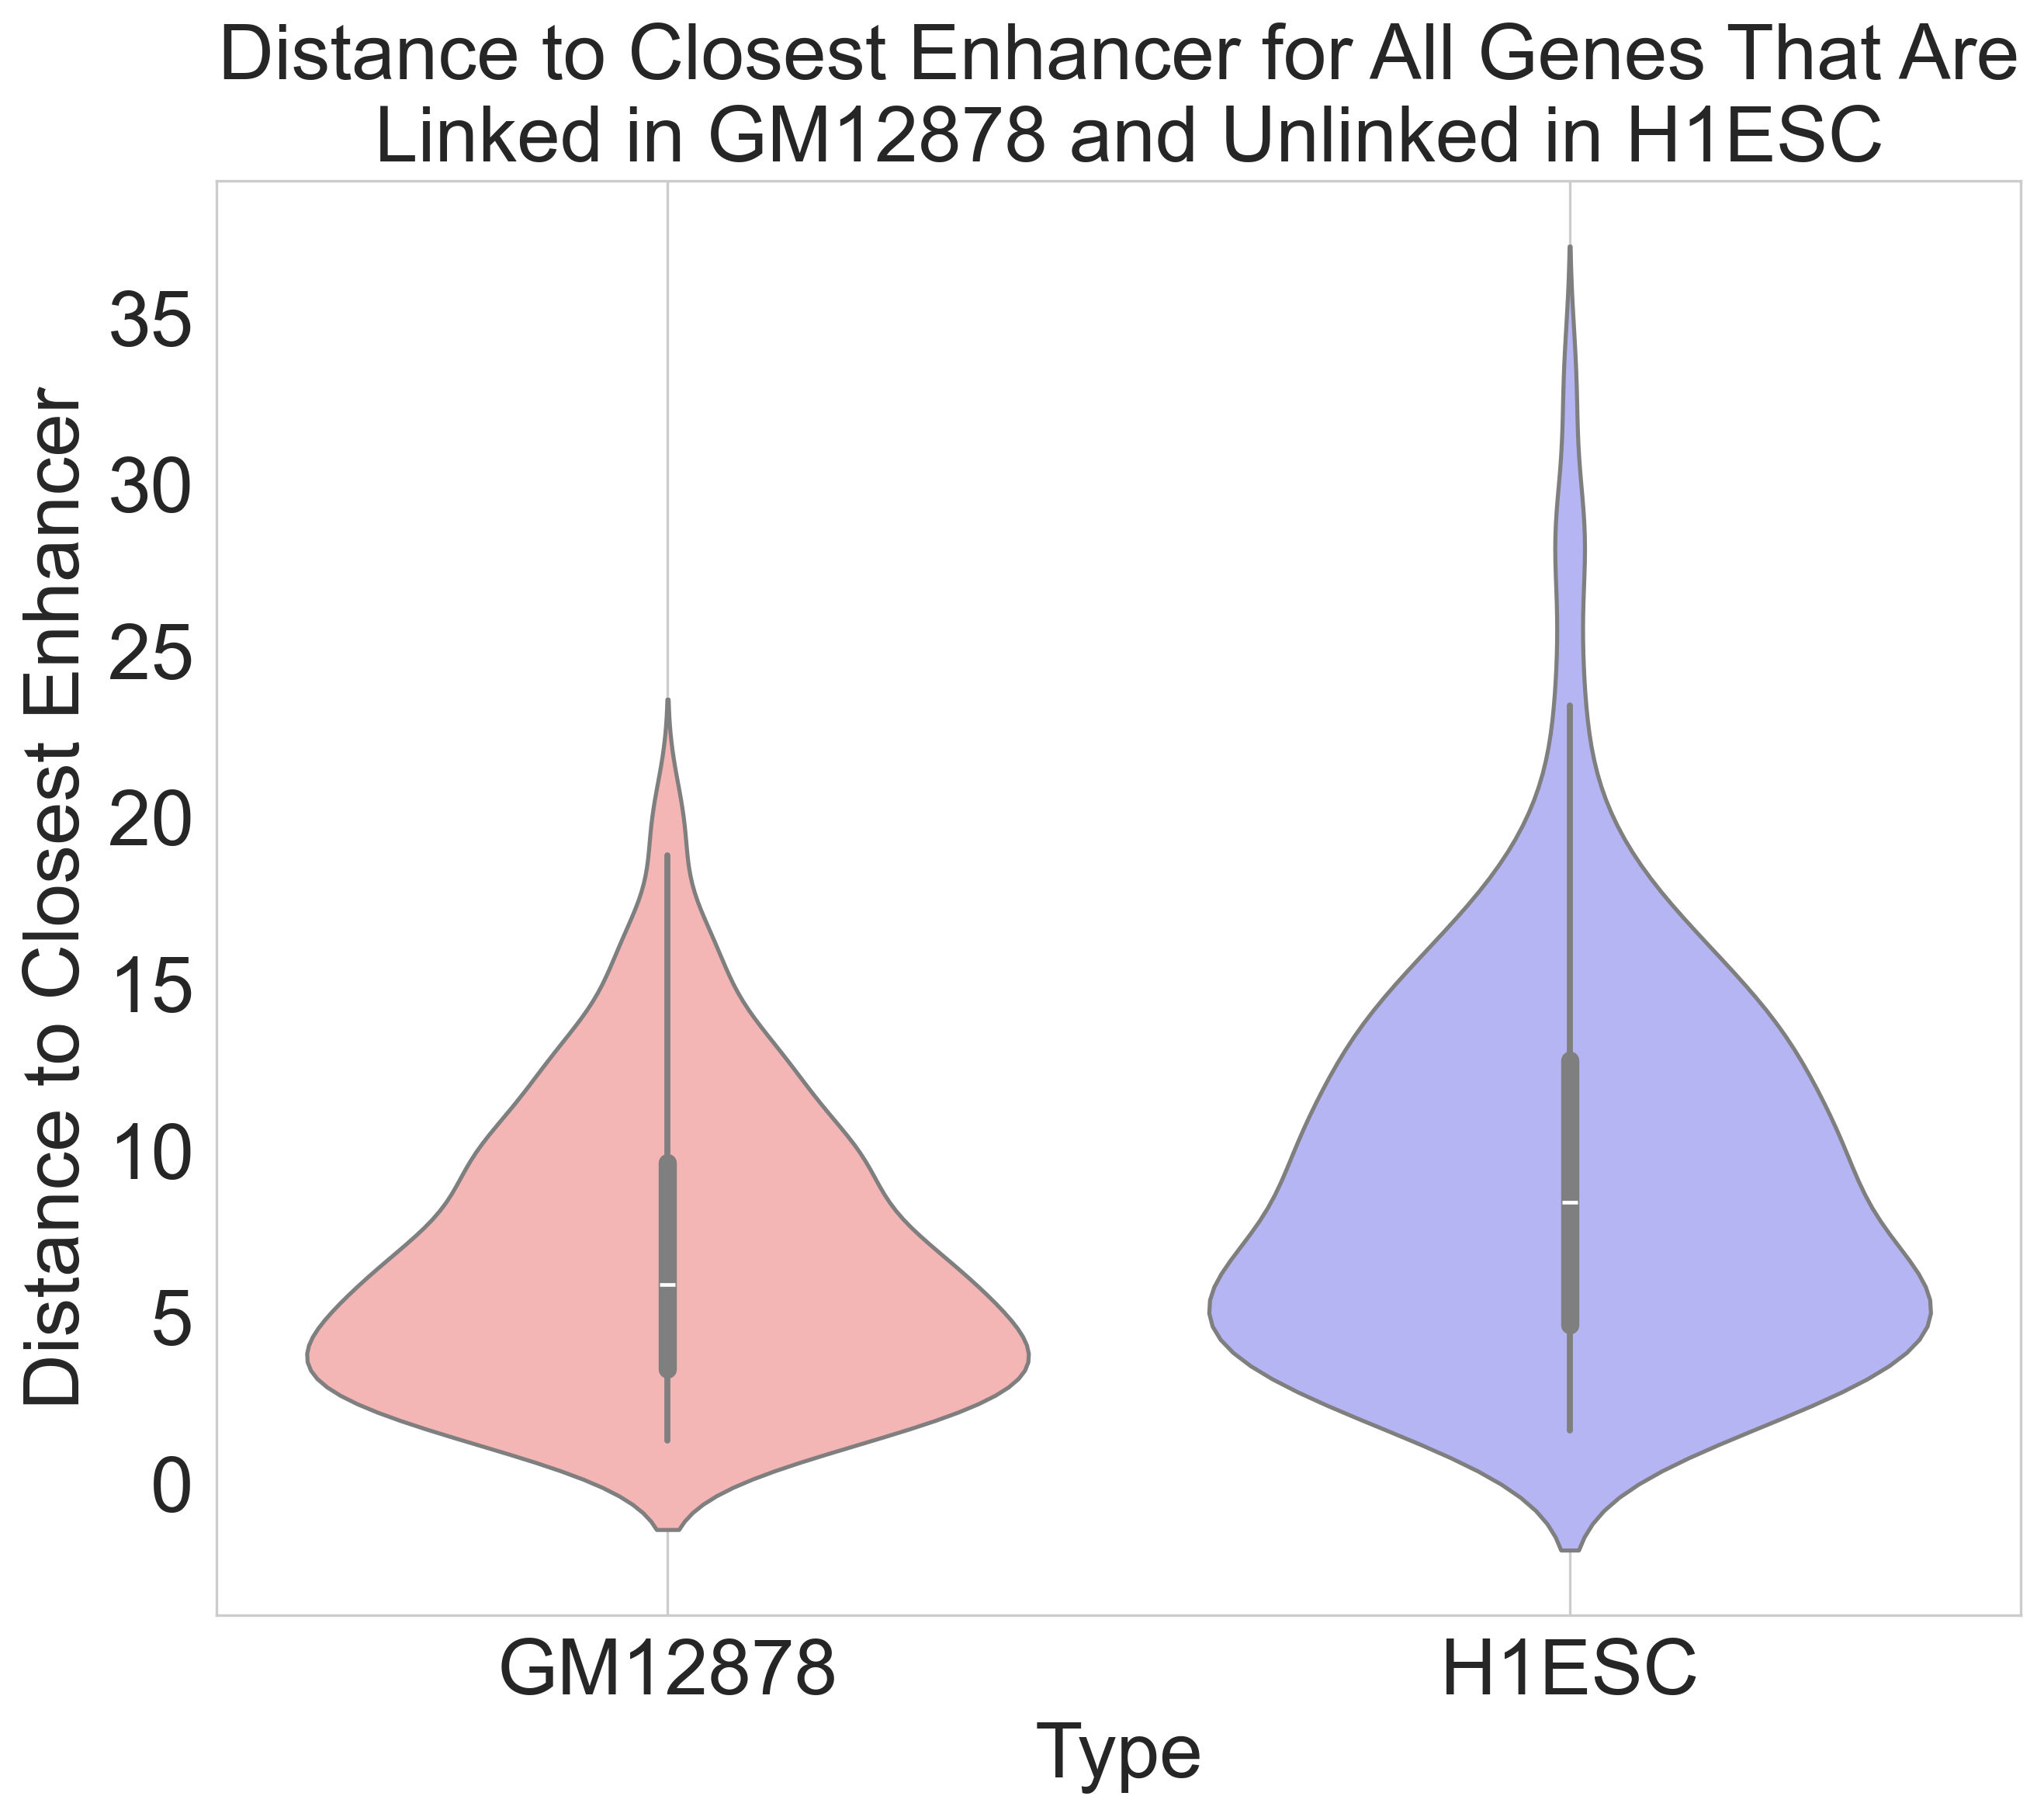 Distance to Closest Enhancer for All Genes That Are
Linked in GM12878 and Unlinked in H1ESC
Distance to Closest Enhancer
35
30
25
20
15
10
5
0
GM12878
H1ESC
Type